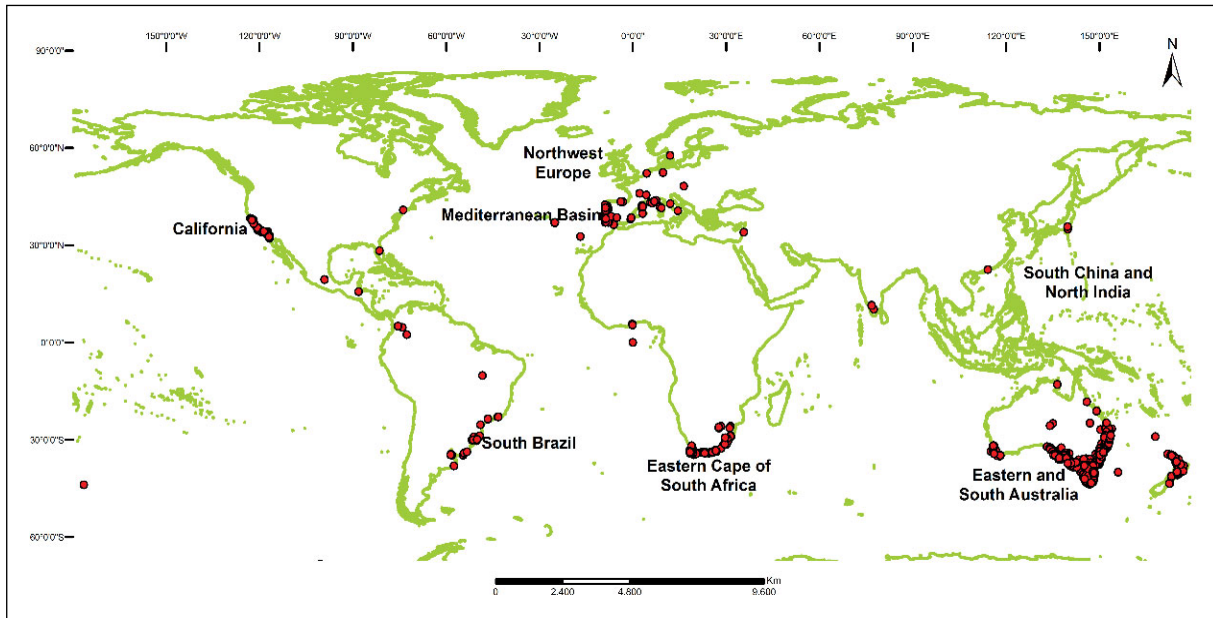 150°0'0"W 120°0'0"W 90°0'0"W 60°0'0"W 30°0'0"W 0°0'0" 30°0'0"E 60°0'0"E 90°0'0"E 120°0'0"E 150°0'0"E
N
90°0'0"N
60°0'0"N
Northwest
Europe
Mediterranean Basin
California
30°0'0"N
South China and
North India
0°0'0"
30°0'0"S
South Brazil
Eastern Cape of
South Africa
Eastern and
South Australia
60°0'0"S
Km
0 2.400 4.800 9.600